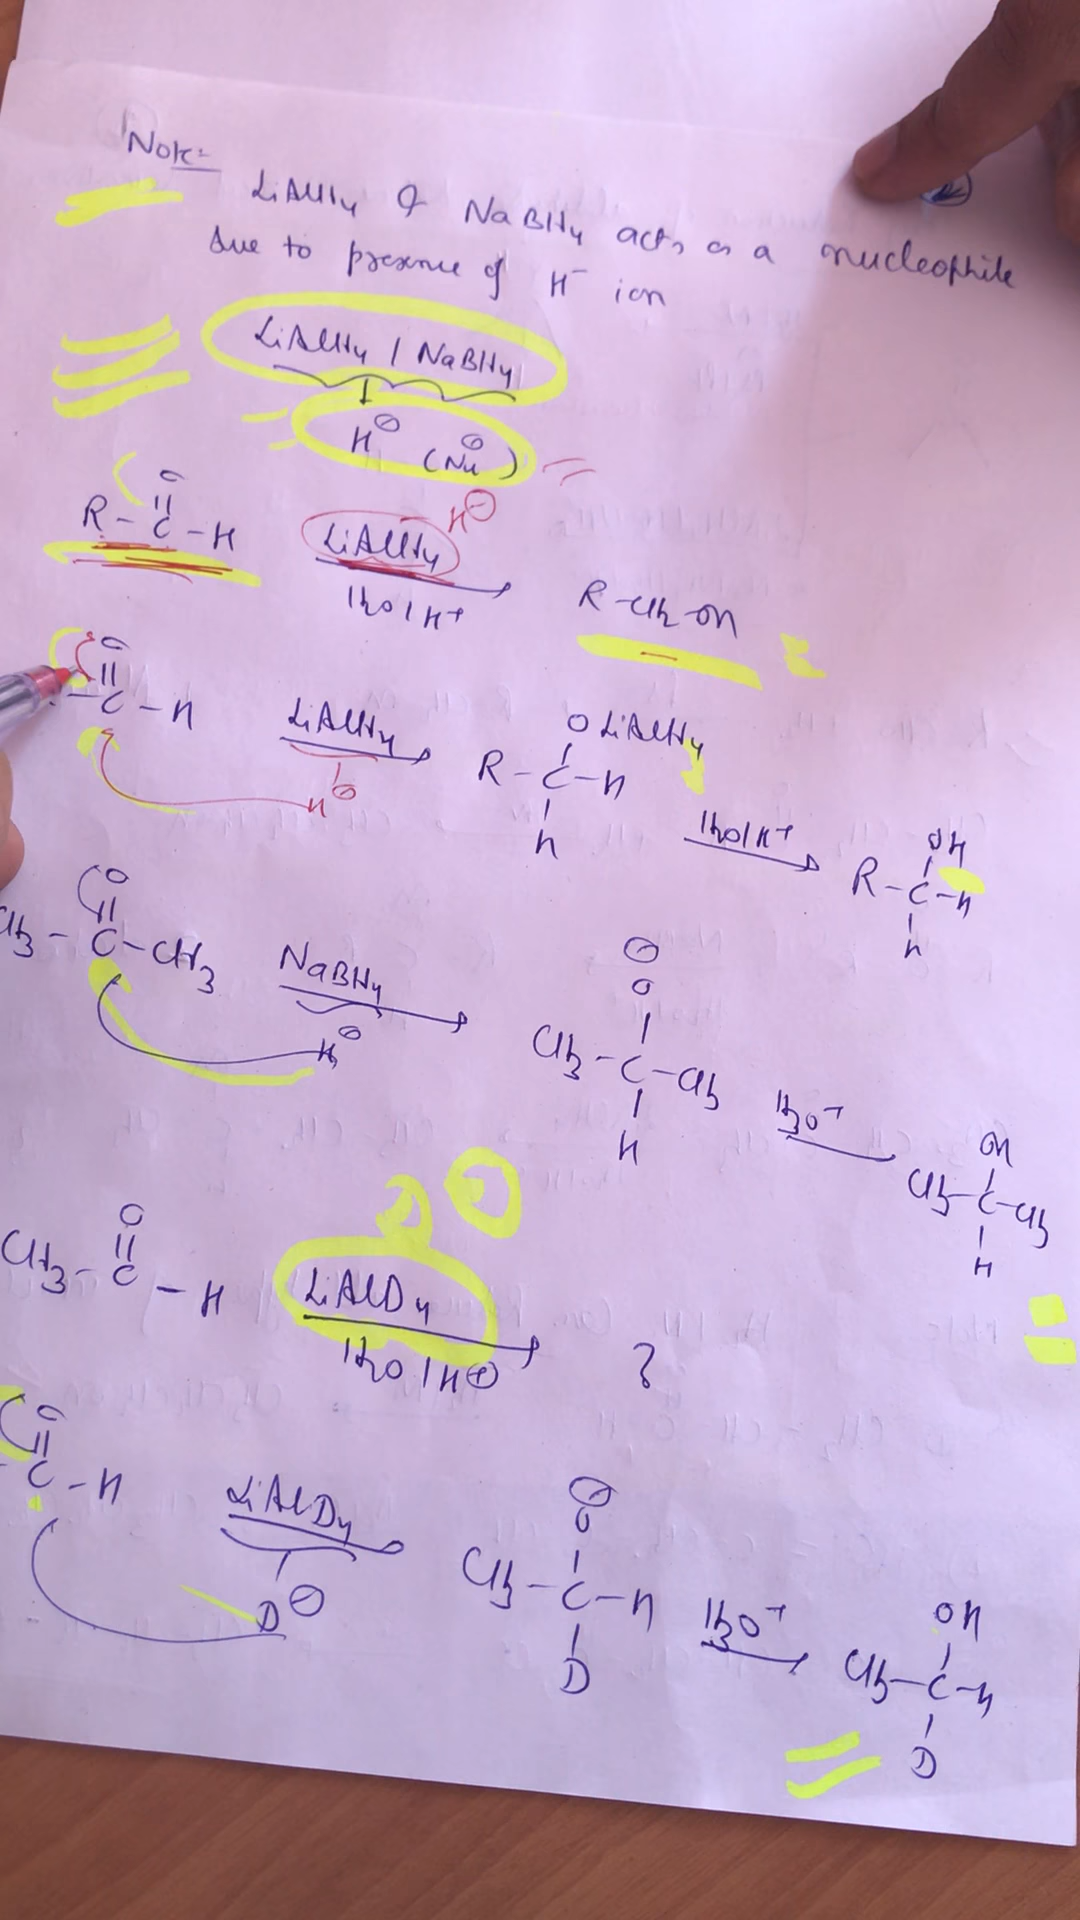 Note:-
LiAlH4 & NaBH4 acts as a nucleophile
due to presence of H⁻ ion
LiAlH4 / NaBH4
H⊖ (Nu⊖)
O H⊖
R-C-H LiAlH4 R-CH2-OH
H2O/H+
O
-C-H LiAlH4 OLiAlH4
H⊖ R-C-H
H H2O/H+ OH
R-C-H
H
O
CH3-C-CH3 NaBH4 ⊖
H⊖ O
CH3-C-CH3 H3O+
H OH
CH3-C-CH3
H
O
CH3-C-H LiAlD4 ?
H2O/H⊕
O
-C-H LiAlD4 ⊖
D⊖ O
CH3-C-H H3O+ OH
D CH3-C-H
D